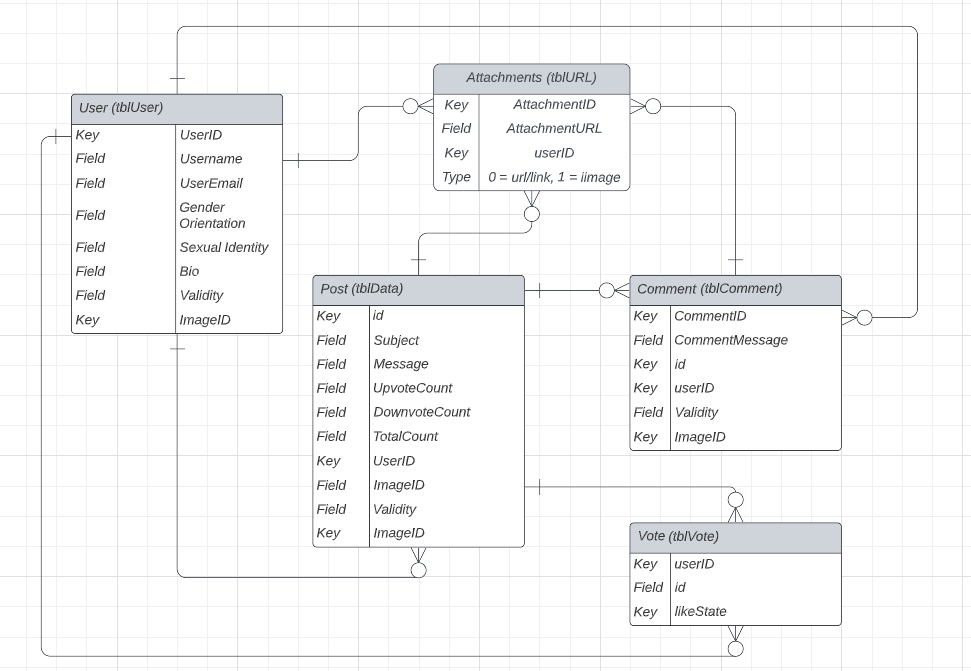 Attachments (tblURL)
Key AttachmentID
Field AttachmentURL
Key userID
Type 0 = url/link, 1 = iimage
User (tblUser)
Key UserID
Field Username
Field UserEmail
Field Gender
Orientation
Field Sexual Identity
Field Bio
Field Validity
Key ImageID
Post (tblData)
Key id
Field Subject
Field Message
Field UpvoteCount
Field DownvoteCount
Field TotalCount
Key UserID
Field ImageID
Field Validity
Key ImageID
Comment (tblComment)
Key CommentID
Field CommentMessage
Key id
Key userID
Field Validity
Key ImageID
Vote (tblVote)
Key userID
Field id
Key likeState